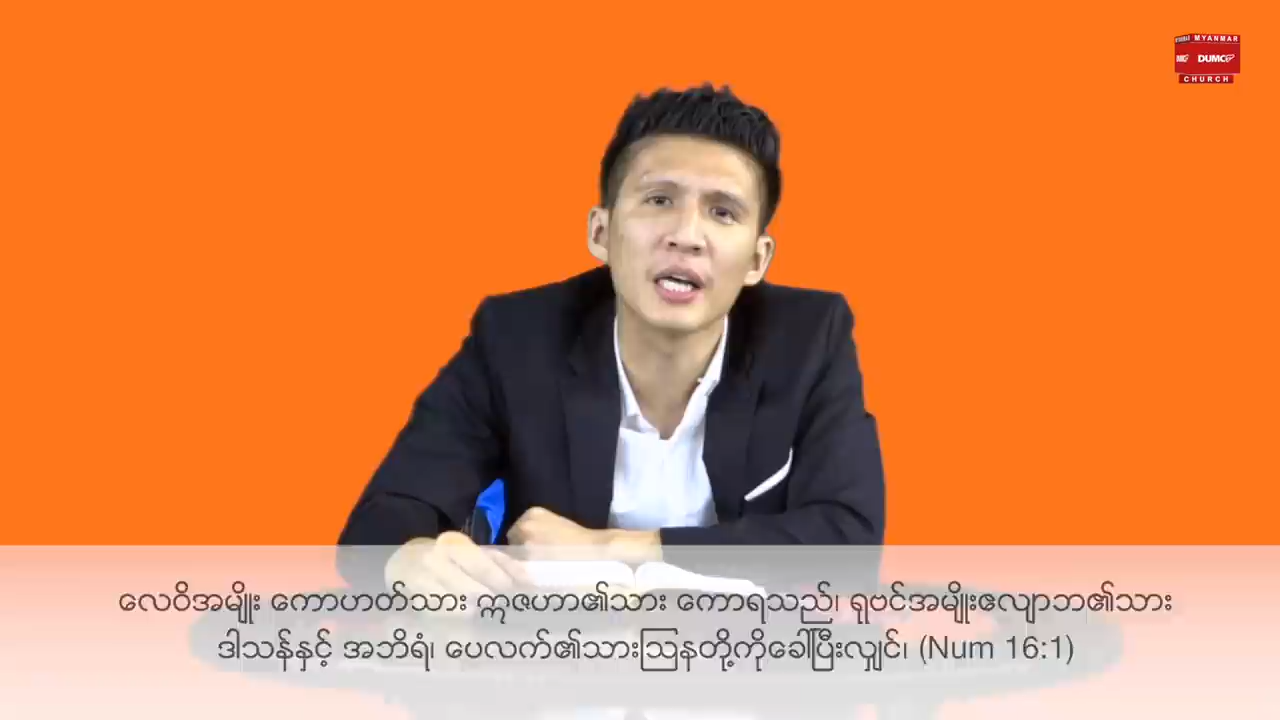 MYANMAR
DUMC
CHURCH
လေဝိအမျိုး ကောဟတ်သား ဣဇဟာ၏သား ကောရသည်၊ ရုဗင်အမျိုးဧလျာဘ၏သား
ဒါသန်နှင့် အဘိရံ၊ ပေလက်၏သားဩနတို့ကိုခေါ်ပြီးလျှင်၊ (Num 16:1)